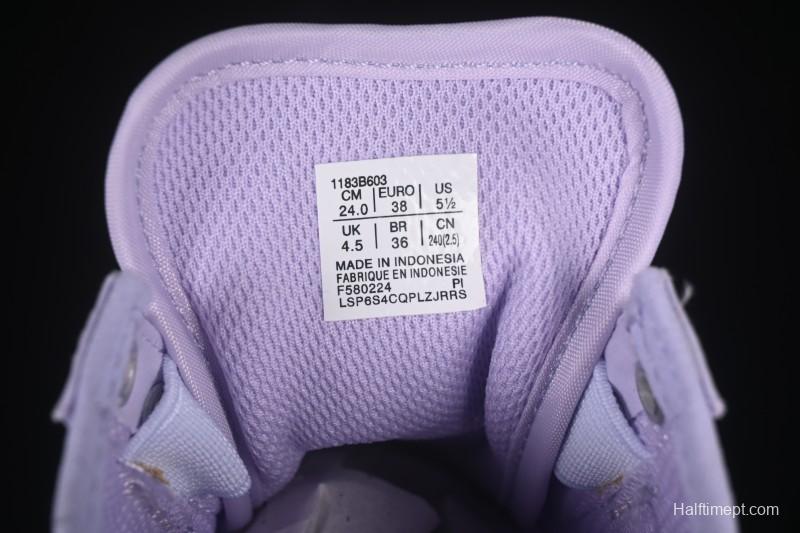 1183B603
CM EURO US
24.0 38 5½
UK BR CN
4.5 36 240(2.5)
MADE IN INDONESIA
FABRIQUE EN INDONESIE
F580224 PI
LSP6S4CQPLZJRRS
Halftimept.com